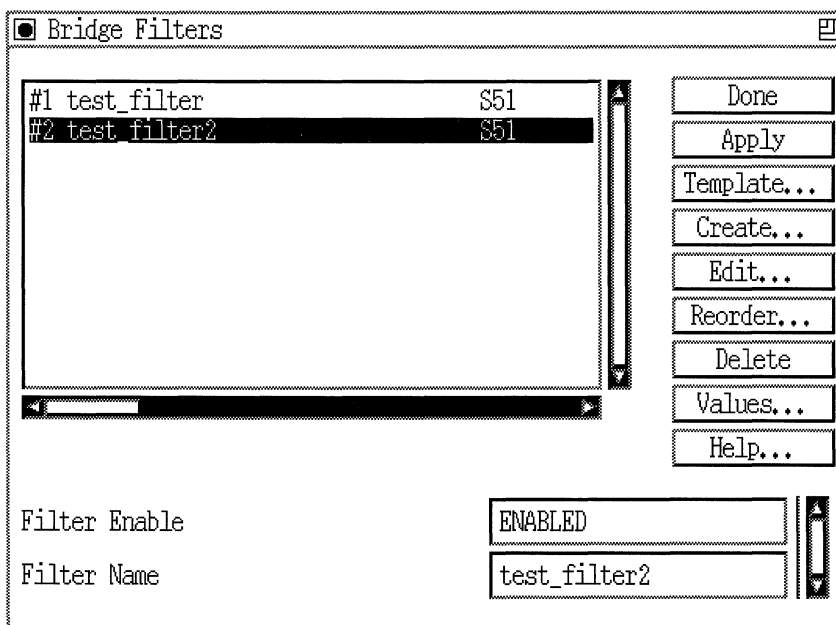 Bridge Filters
#1 test_filter S51
#2 test_filter2 S51
Done
Apply
Template...
Create...
Edit...
Reorder...
Delete
Values...
Help...
Filter Enable ENABLED
Filter Name test_filter2